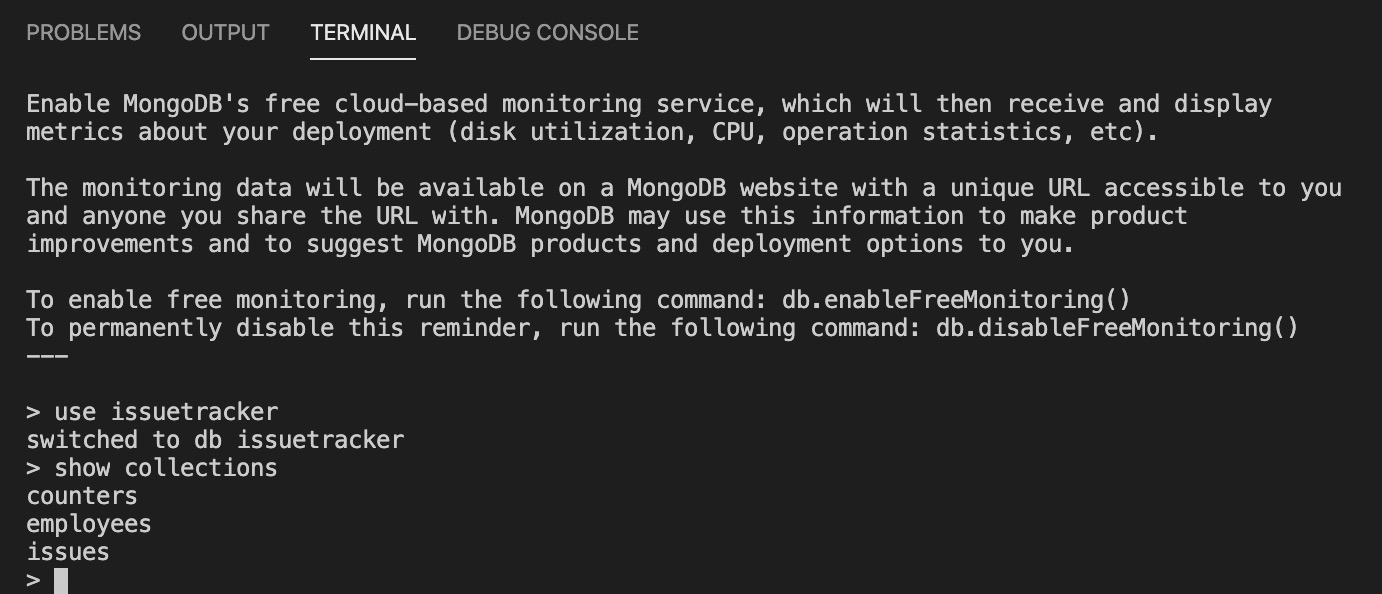 PROBLEMS OUTPUT TERMINAL DEBUG CONSOLE
Enable MongoDB's free cloud-based monitoring service, which will then receive and display
metrics about your deployment (disk utilization, CPU, operation statistics, etc).
The monitoring data will be available on a MongoDB website with a unique URL accessible to you
and anyone you share the URL with. MongoDB may use this information to make product
improvements and to suggest MongoDB products and deployment options to you.
To enable free monitoring, run the following command: db.enableFreeMonitoring()
To permanently disable this reminder, run the following command: db.disableFreeMonitoring()
---
> use issuetracker
switched to db issuetracker
> show collections
counters
employees
issues
>